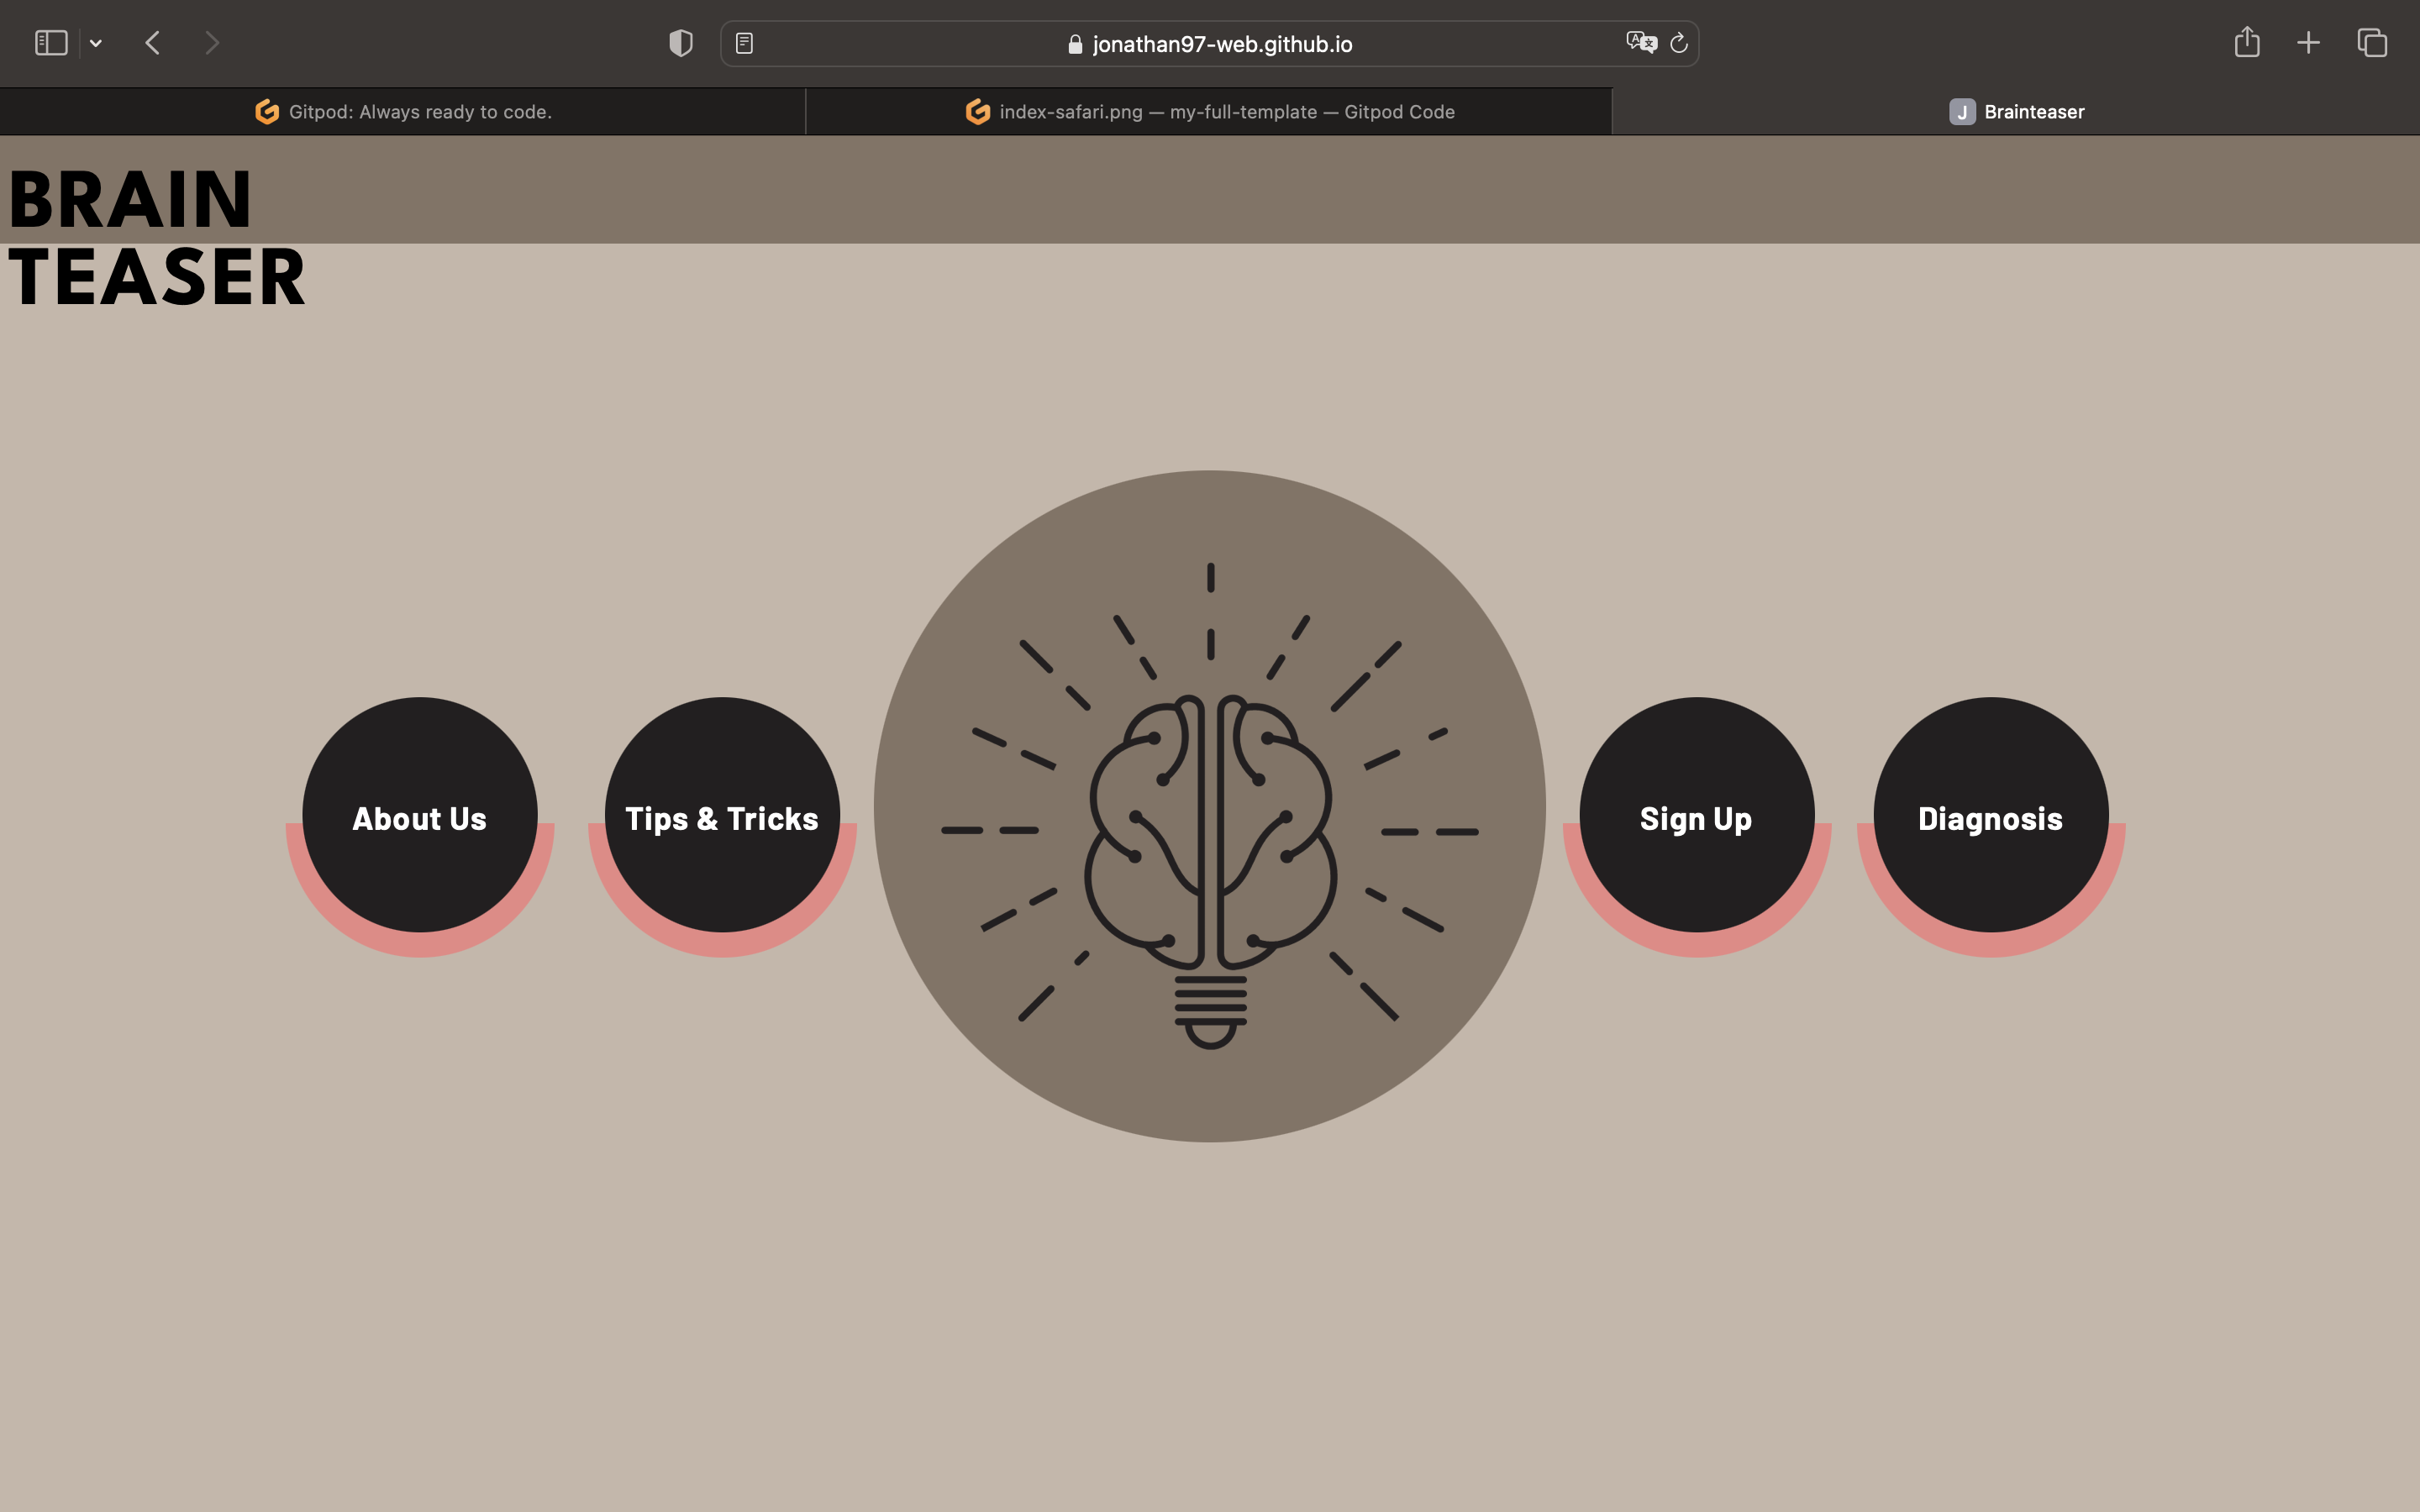 jonathan97-web.github.io
Gitpod: Always ready to code.
index-safari.png — my-full-template — Gitpod Code
J Brainteaser
BRAIN
TEASER
About Us
Tips & Tricks
Sign Up
Diagnosis